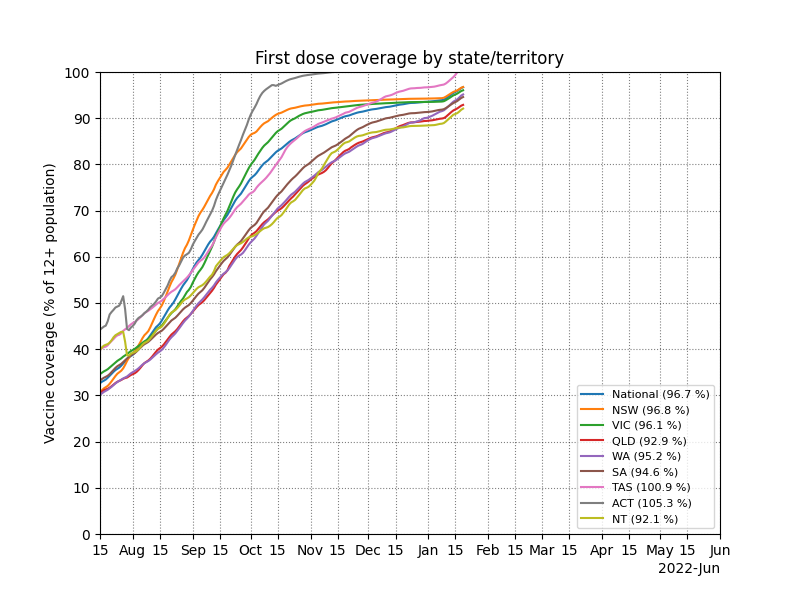 First dose coverage by state/territory
Vaccine coverage (% of 12+ population)
100
90
80
70
60
50
40
30
20
10
0
National (96.7 %)
NSW (96.8 %)
VIC (96.1 %)
QLD (92.9 %)
WA (95.2 %)
SA (94.6 %)
TAS (100.9 %)
ACT (105.3 %)
NT (92.1 %)
15 Aug 15 Sep 15 Oct 15 Nov 15 Dec 15 Jan 15 Feb 15 Mar 15 Apr 15 May 15 Jun
2022-Jun